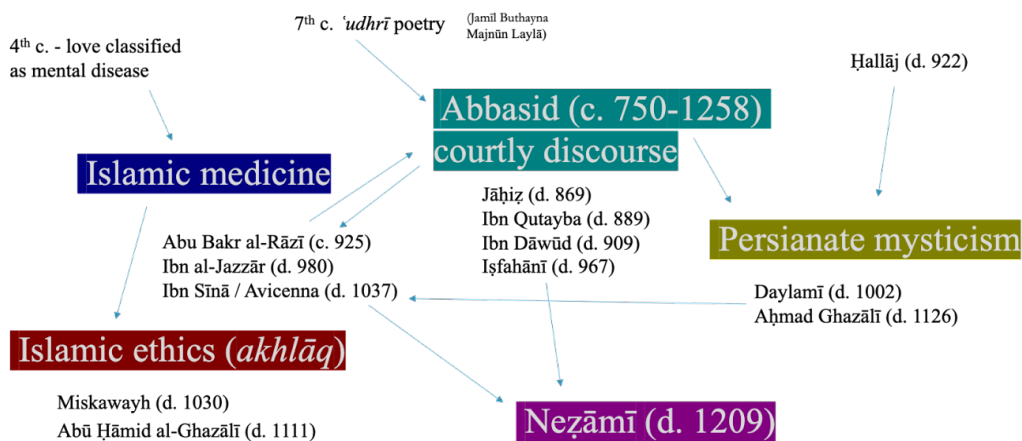 7th c. ʿudhrī poetry
(Jamīl Buthayna
Majnūn Laylā)
4th c. - love classified
as mental disease
Ḥallāj (d. 922)
Abbasid (c. 750-1258)
courtly discourse
Islamic medicine
Jāḥiẓ (d. 869)
Ibn Qutayba (d. 889)
Ibn Dāwūd (d. 909)
Iṣfahānī (d. 967)
Persianate mysticism
Abu Bakr al-Rāzī (c. 925)
Ibn al-Jazzār (d. 980)
Ibn Sīnā / Avicenna (d. 1037)
Daylamī (d. 1002)
Aḥmad Ghazālī (d. 1126)
Islamic ethics (akhlāq)
Miskawayh (d. 1030)
Abū Ḥāmid al-Ghazālī (d. 1111)
Neẓāmī (d. 1209)